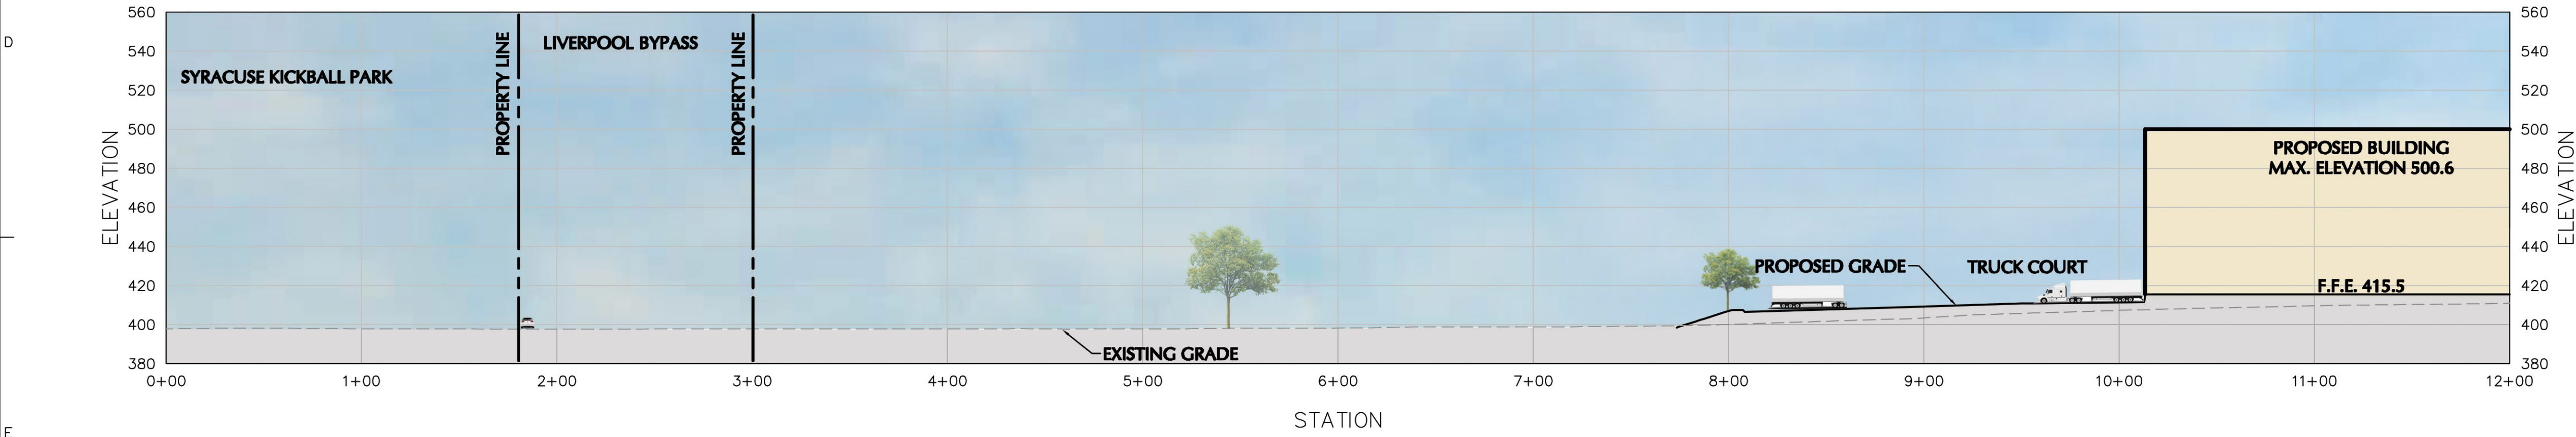 D
E
560
540
520
500
480
460
440
420
400
380
ELEVATION
SYRACUSE KICKBALL PARK
PROPERTY LINE
LIVERPOOL BYPASS
PROPERTY LINE
EXISTING GRADE
PROPOSED GRADE
TRUCK COURT
PROPOSED BUILDING
MAX. ELEVATION 500.6
F.F.E. 415.5
560
540
520
500
480
460
440
420
400
380
ELEVATION
0+00 1+00 2+00 3+00 4+00 5+00 6+00 7+00 8+00 9+00 10+00 11+00 12+00
STATION